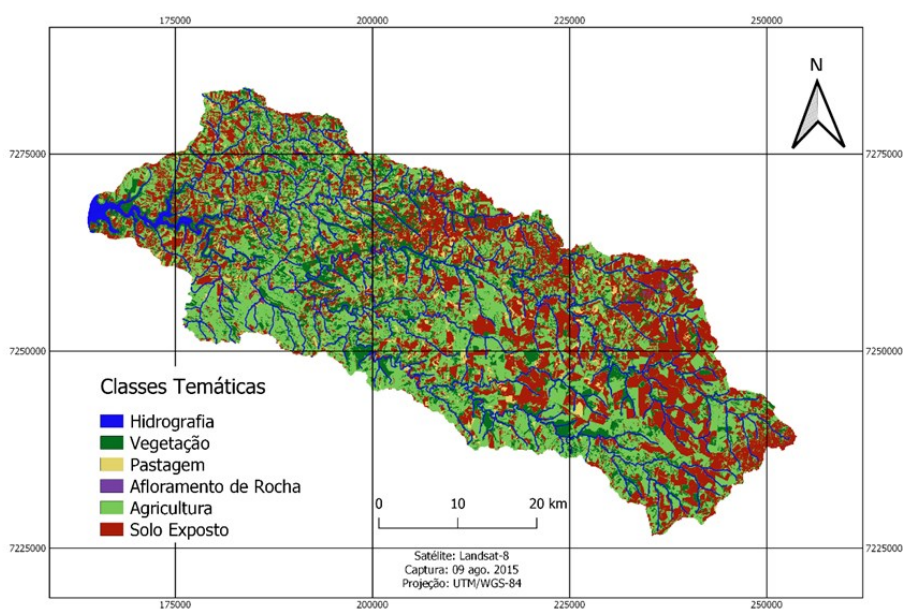 175000 200000 225000 250000
N
7275000 7275000
7250000 7250000
Classes Temáticas
Hidrografia
Vegetação
Pastagem
Afloramento de Rocha
Agricultura
Solo Exposto
0 10 20 km
Satélite: Landsat-8
Captura: 09 ago. 2015
Projeção: UTM/WGS-84
7225000 7225000
175000 200000 225000 250000